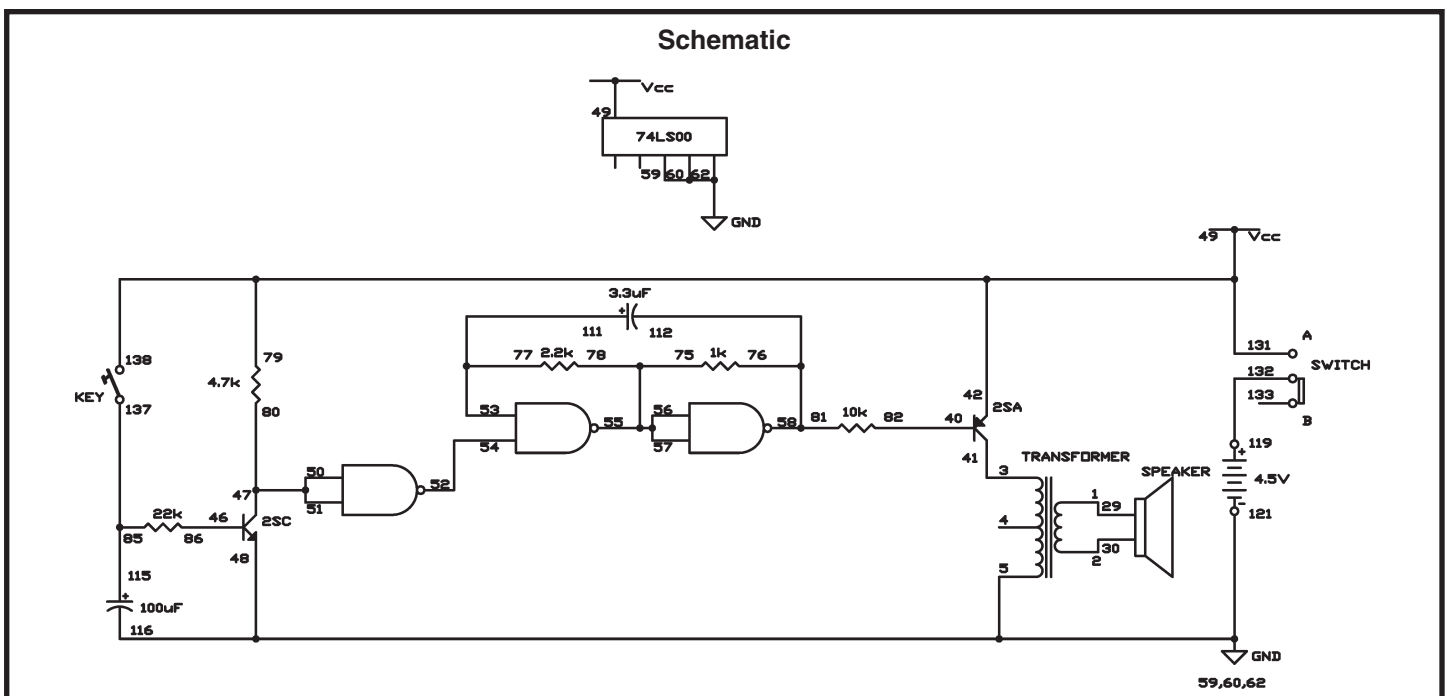 Schematic
Vcc
49
74LS00
59 60 62
GND
49 Vcc
3.3uF
+
111 112
138
KEY
137
79
4.7k
80
77 2.2k 78
75 1k 76
131 A
132 SWITCH
133
B
53
54
55
56
57
58
81 10k 82
42
40 2SA
41
TRANSFORMER
SPEAKER
3
4
5
1
29
30
2
119
+
4.5V
-
121
47
50
51
52
22k
85 86
46 2SC
48
115
+
100uF
116
GND
59,60,62